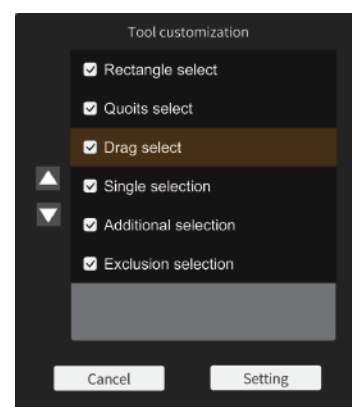 Tool customization
Rectangle select
Quoits select
Drag select
Single selection
Additional selection
Exclusion selection
Cancel
Setting